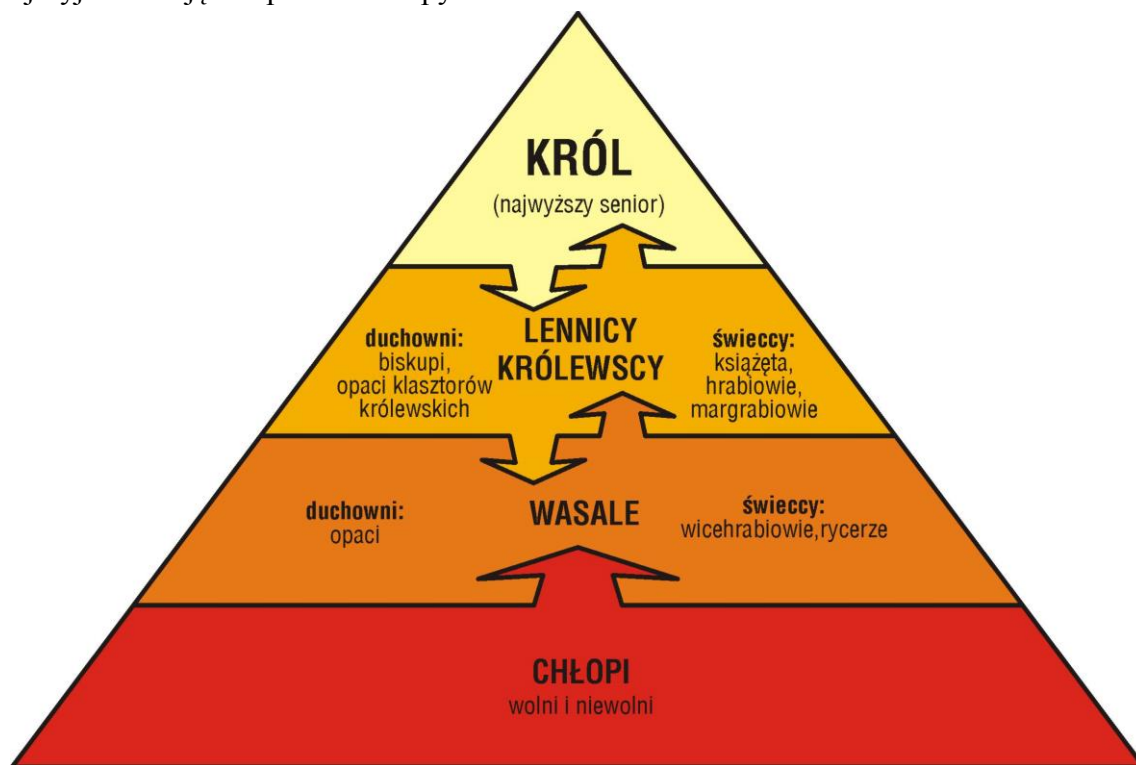 KRÓL
(najwyższy senior)
duchowni:
biskupi,
opaci klasztorów
królewskich
LENNICY
KRÓLEWSCY
świeccy:
książęta,
hrabiowie,
margrabiowie
duchowni:
opaci
WASALE
świeccy:
wicehrabiowie,rycerze
CHŁOPI
wolni i niewolni